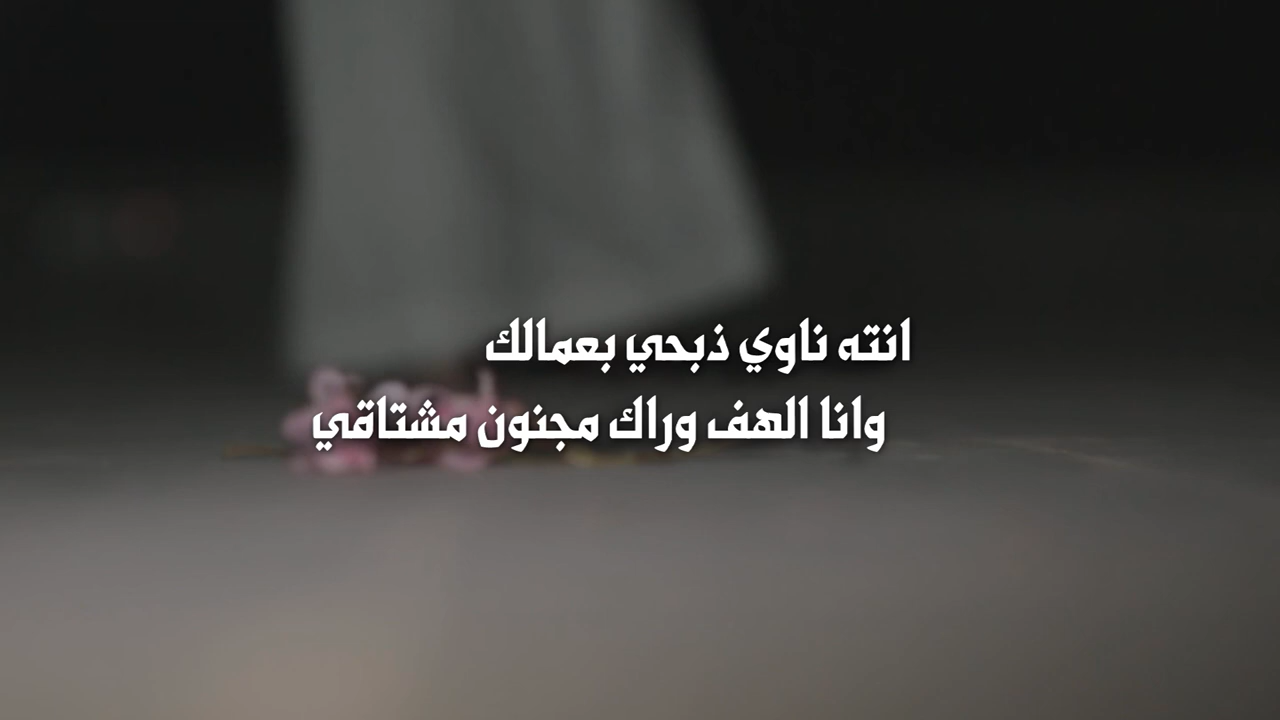 انته ناوي ذبحي بعمالك
وانا الهف وراك مجنون مشتاقي